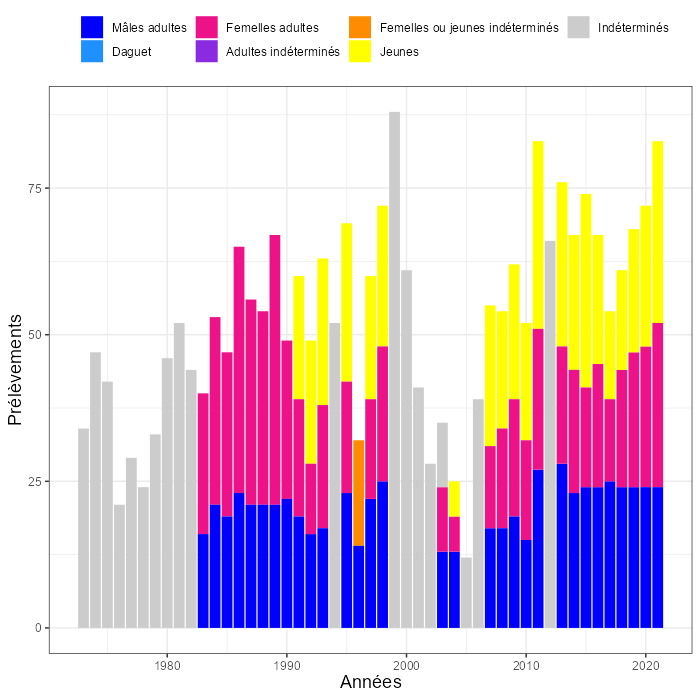 Mâles adultes Femelles adultes Femelles ou jeunes indéterminés Indéterminés
Daguet Adultes indéterminés Jeunes
75
50
25
0
Prélèvements
1980 1990 2000 2010 2020
Années